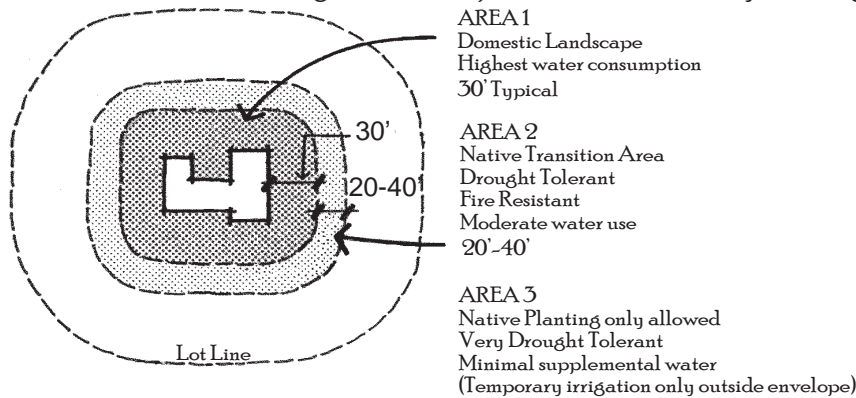 AREA 1
Domestic Landscape
Highest water consumption
30' Typical
30'
20-40'
AREA 2
Native Transition Area
Drought Tolerant
Fire Resistant
Moderate water use
20'-40'
AREA 3
Native Planting only allowed
Very Drought Tolerant
Minimal supplemental water
(Temporary irrigation only outside envelope)
Lot Line